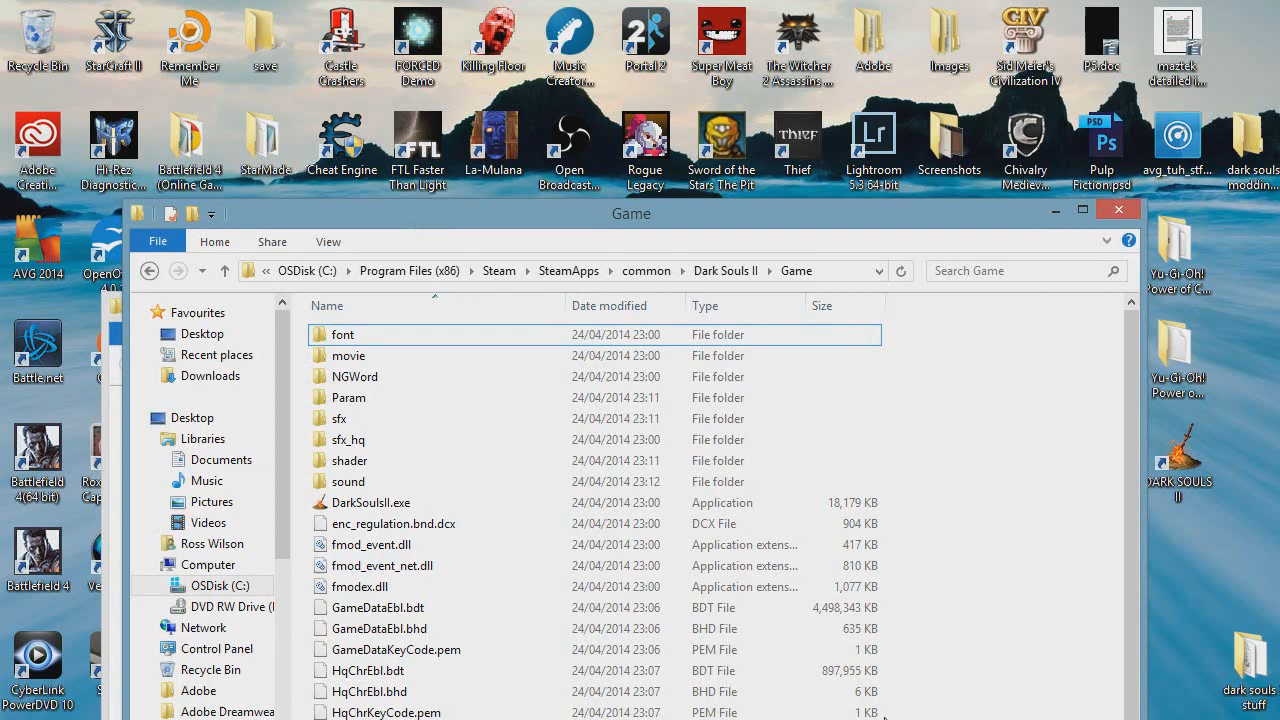 Recycle Bin
StarCraft II
Remember
Me
save
Castle
Crashers
FORCED
Demo
Killing Floor
Music
Creator...
2
Portal 2
Super Meat
Boy
The Witcher
2 Assassins ...
Adobe
Images
CIV
Sid Meier's
Civilization IV
P5.doc
maztek
detailed i...
Adobe
Creati...
Hi-Rez
Diagnostic...
Battlefield 4
(Online Ga...
StarMade
Cheat Engine
FTL
FTL Faster
Than Light
La-Mulana
Open
Broadcast...
Rogue
Legacy
Sword of the
Stars The Pit
THIEF
Thief
Lr
Lightroom
5.3 64-bit
Screenshots
Chivalry
Mediev...
PSD
Ps
Pulp
Fiction.psd
avg_tuh_stf...
dark souls
moddin...
AVG 2014
OpenO
4.0
Battle.net
Battlefield
4(64 bit)
Battlefield 4
CyberLink
PowerDVD 10
Game
File
Home
Share
View
« OSDisk (C:)
Program Files (x86)
Steam
SteamApps
common
Dark Souls II
Game
Search Game
Favourites
Desktop
Recent places
Downloads
Desktop
Libraries
Documents
Music
Pictures
Videos
Ross Wilson
Computer
OSDisk (C:)
DVD RW Drive (
Network
Control Panel
Recycle Bin
Adobe
Adobe Dreamwea
Name Date modified Type Size
font 24/04/2014 23:00 File folder
movie 24/04/2014 23:00 File folder
NGWord 24/04/2014 23:00 File folder
Param 24/04/2014 23:11 File folder
sfx 24/04/2014 23:11 File folder
sfx_hq 24/04/2014 23:00 File folder
shader 24/04/2014 23:11 File folder
sound 24/04/2014 23:12 File folder
DarkSoulsII.exe 24/04/2014 23:00 Application 18,179 KB
enc_regulation.bnd.dcx 24/04/2014 23:00 DCX File 904 KB
fmod_event.dll 24/04/2014 23:00 Application extens... 417 KB
fmod_event_net.dll 24/04/2014 23:00 Application extens... 810 KB
fmodex.dll 24/04/2014 23:00 Application extens... 1,077 KB
GameDataEbl.bdt 24/04/2014 23:06 BDT File 4,498,343 KB
GameDataEbl.bhd 24/04/2014 23:06 BHD File 635 KB
GameDataKeyCode.pem 24/04/2014 23:06 PEM File 1 KB
HqChrEbl.bdt 24/04/2014 23:07 BDT File 897,955 KB
HqChrEbl.bhd 24/04/2014 23:07 BHD File 6 KB
HqChrKeyCode.pem 24/04/2014 23:07 PEM File 1 KB
Yu-Gi-Oh!
Power of C...
Yu-Gi-Oh!
Power o...
DARK SOULS
II
dark souls
stuff